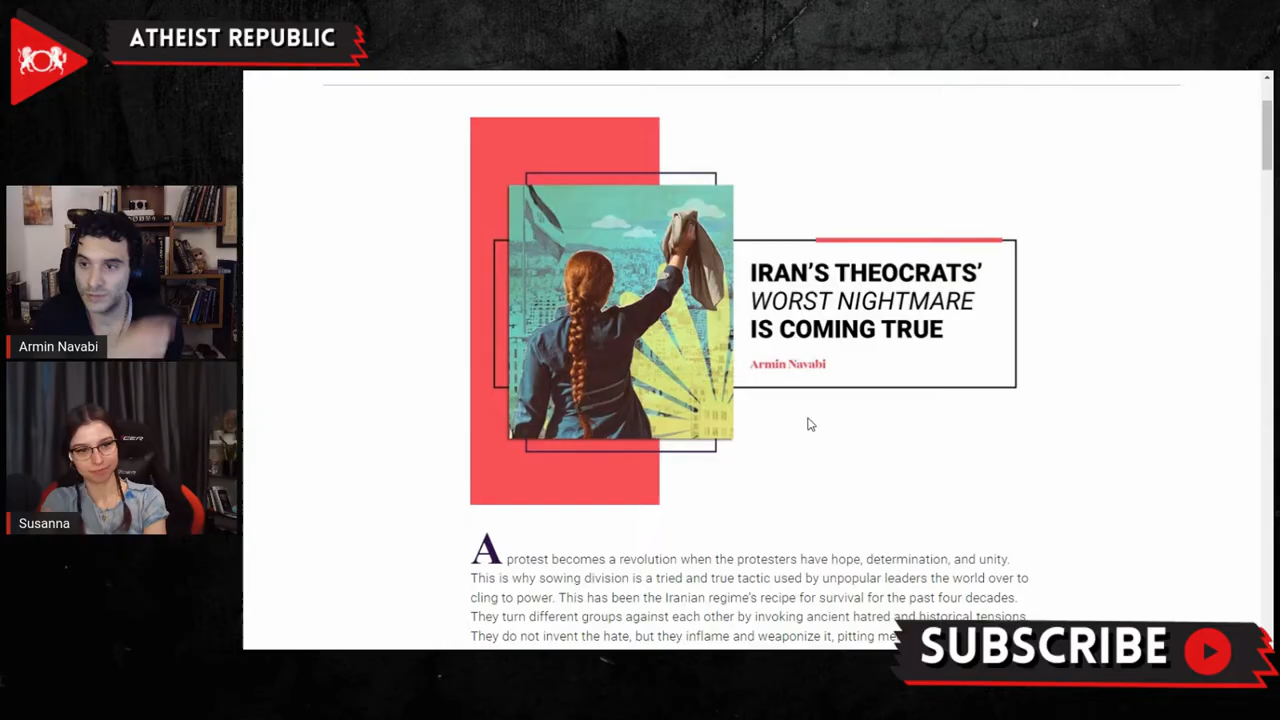 ATHEIST REPUBLIC
IRAN'S THEOCRATS'
WORST NIGHTMARE
IS COMING TRUE
Armin Navabi
Armin Navabi
Susanna
A protest becomes a revolution when the protesters have hope, determination, and unity.
This is why sowing division is a tried and true tactic used by unpopular leaders the world over to
cling to power. This has been the Iranian regime's recipe for survival for the past four decades.
They turn different groups against each other by invoking ancient hatred and historical tensions.
They do not invent the hate, but they inflame and weaponize it, pitting
SUBSCRIBE